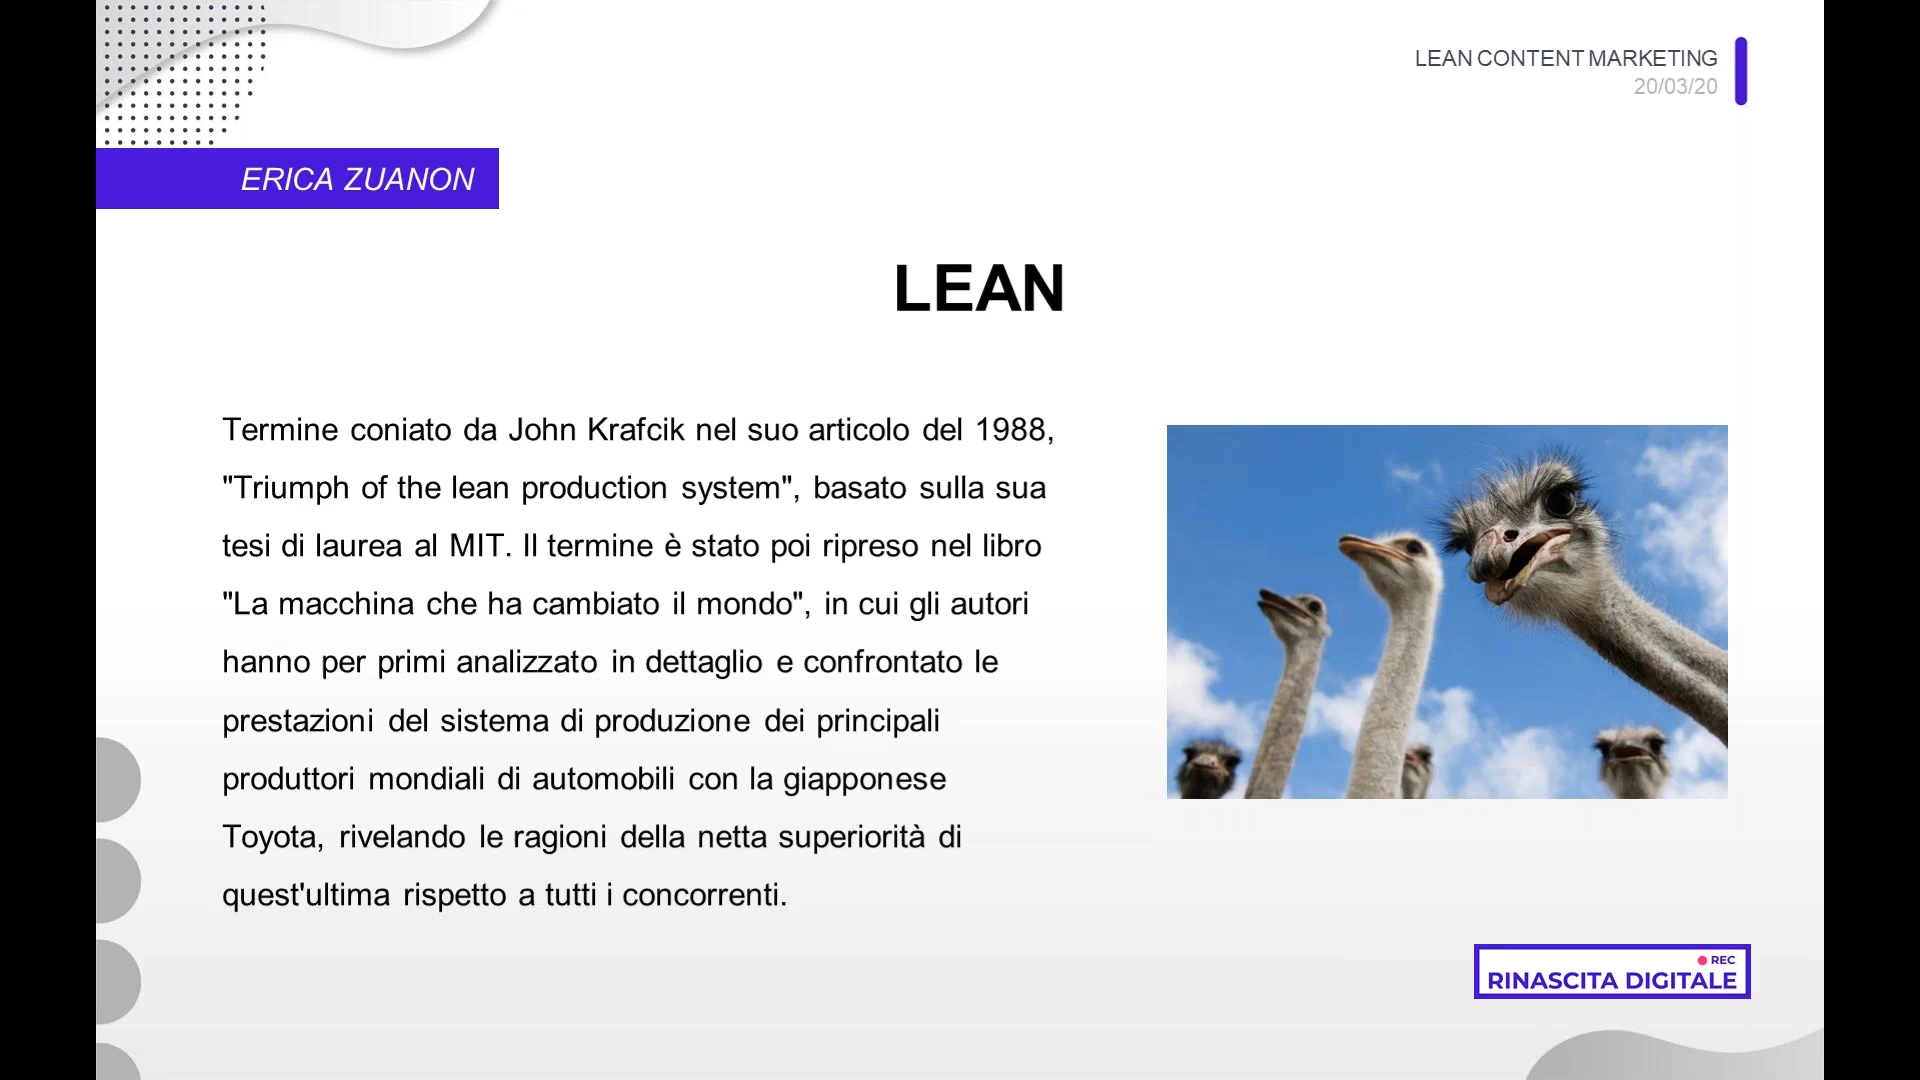 LEAN CONTENT MARKETING
20/03/20
ERICA ZUANON
LEAN
Termine coniato da John Krafcik nel suo articolo del 1988,
"Triumph of the lean production system", basato sulla sua
tesi di laurea al MIT. Il termine è stato poi ripreso nel libro
"La macchina che ha cambiato il mondo", in cui gli autori
hanno per primi analizzato in dettaglio e confrontato le
prestazioni del sistema di produzione dei principali
produttori mondiali di automobili con la giapponese
Toyota, rivelando le ragioni della netta superiorità di
quest'ultima rispetto a tutti i concorrenti.
REC
RINASCITA DIGITALE